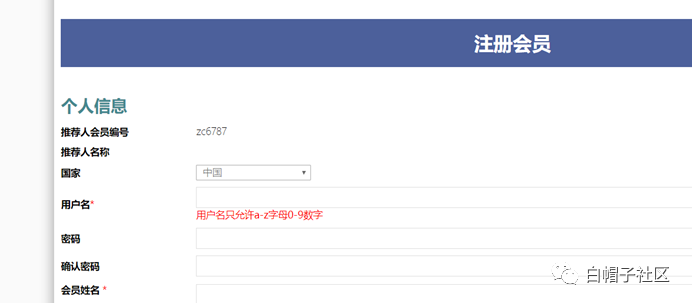 注册会员
个人信息
推荐人会员编号 zc6787
推荐人名称
国家 中国
用户名*
用户名只允许a-z字母0-9数字
密码
确认密码
会员姓名 *
白帽子社区